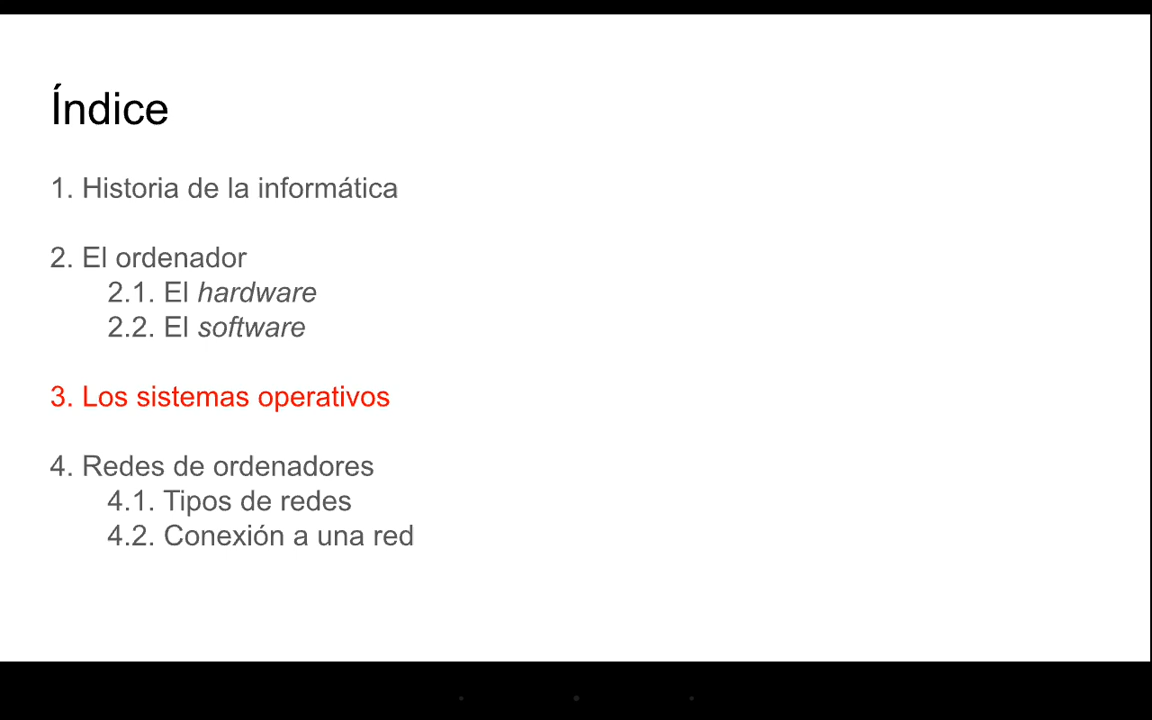 Índice
1. Historia de la informática
2. El ordenador
2.1. El hardware
2.2. El software
3. Los sistemas operativos
4. Redes de ordenadores
4.1. Tipos de redes
4.2. Conexión a una red